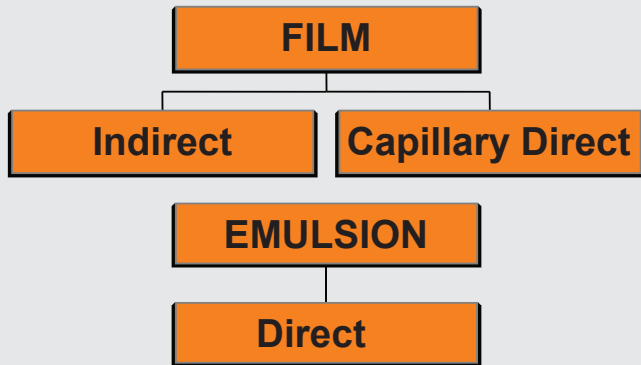 FILM
Indirect
Capillary Direct
EMULSION
Direct